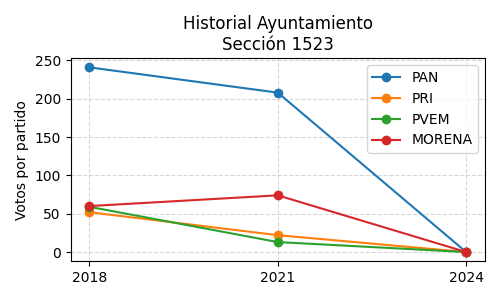 Historial Ayuntamiento
Sección 1523
Votos por partido
250
200
150
100
50
0
2018
2021
2024
PAN
PRI
PVEM
MORENA